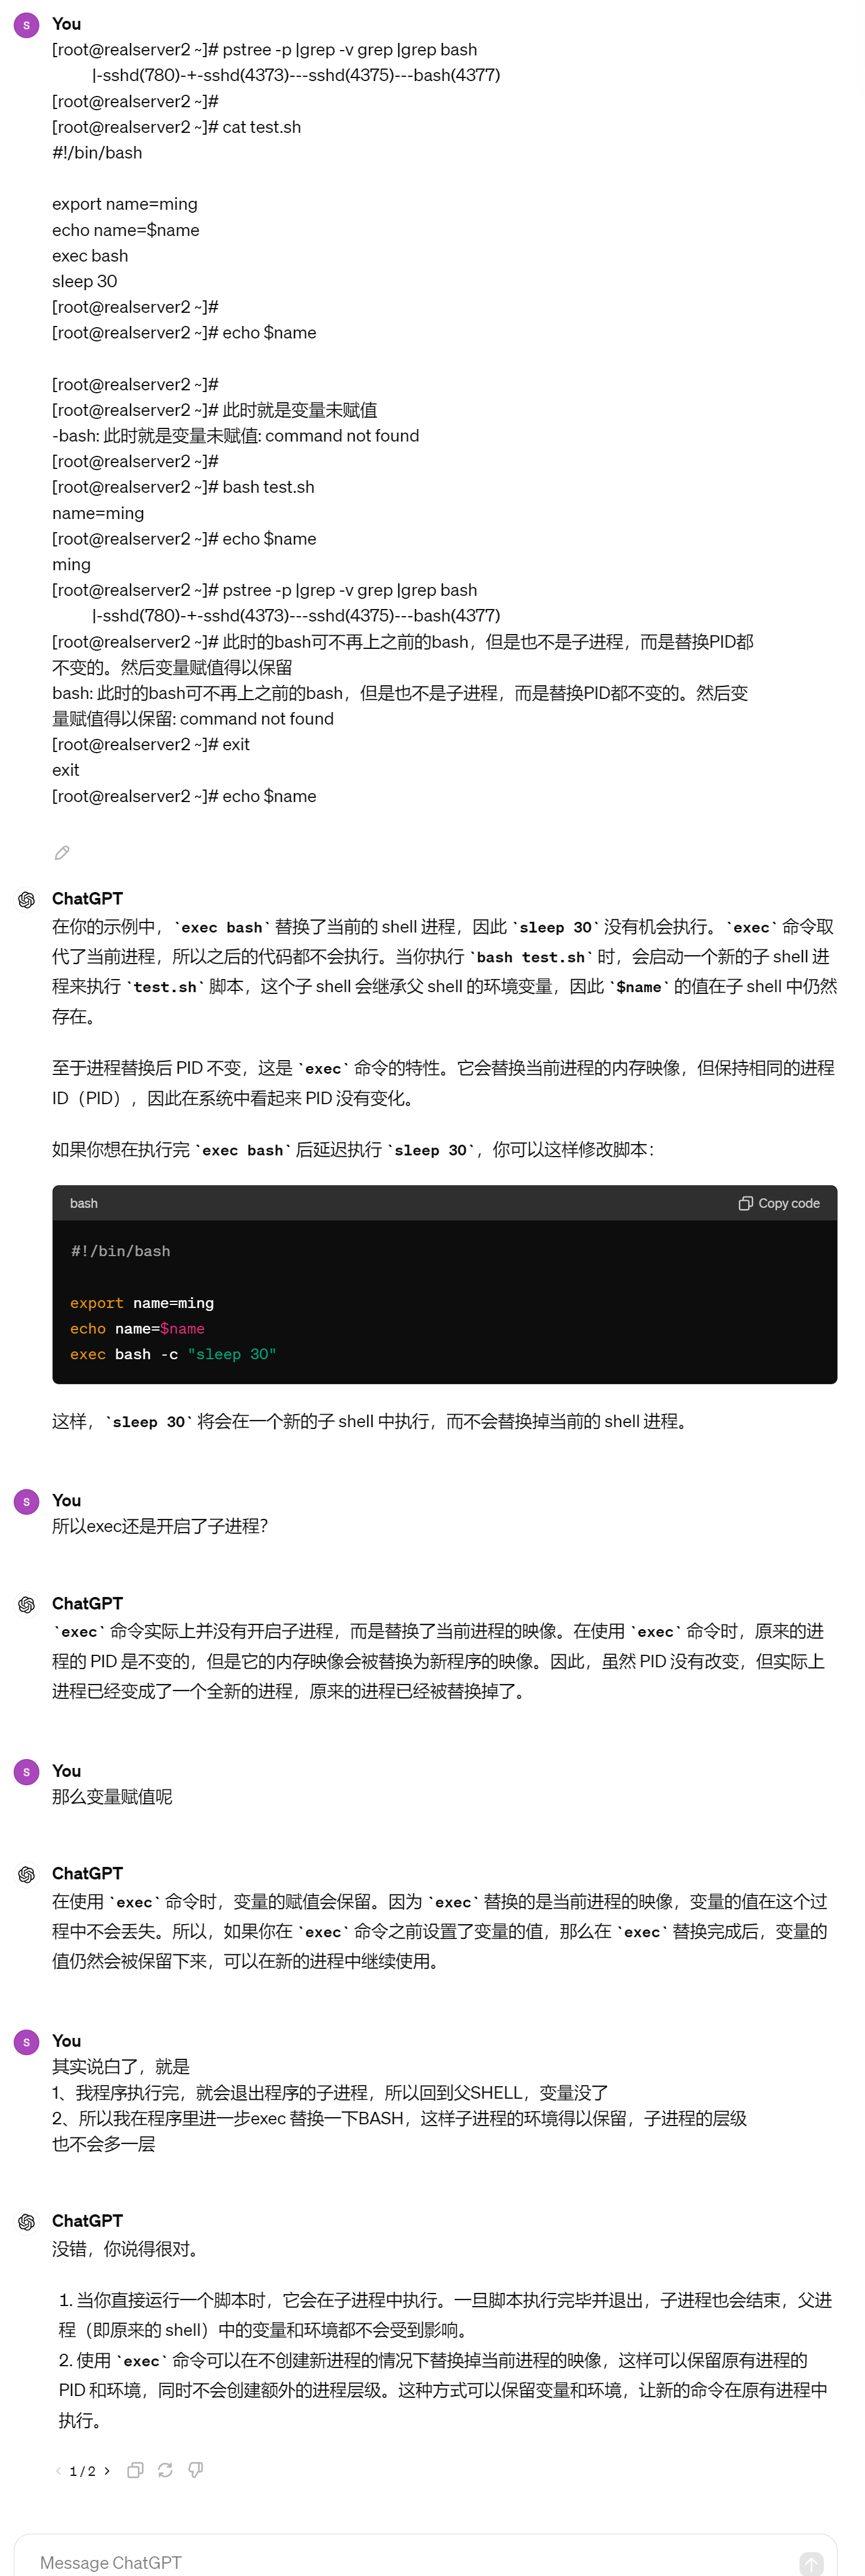 S
You
[root@realserver2 ~]# pstree -p |grep -v grep |grep bash
|-sshd(780)-+-sshd(4373)---sshd(4375)---bash(4377)
[root@realserver2 ~]#
[root@realserver2 ~]# cat test.sh
#!/bin/bash
export name=ming
echo name=$name
exec bash
sleep 30
[root@realserver2 ~]#
[root@realserver2 ~]# echo $name
[root@realserver2 ~]#
[root@realserver2 ~]# 此时就是变量未赋值
-bash: 此时就是变量未赋值: command not found
[root@realserver2 ~]#
[root@realserver2 ~]# bash test.sh
name=ming
[root@realserver2 ~]# echo $name
ming
[root@realserver2 ~]# pstree -p |grep -v grep |grep bash
|-sshd(780)-+-sshd(4373)---sshd(4375)---bash(4377)
[root@realserver2 ~]# 此时的bash可不再上之前的bash，但是也不是子进程，而是替换PID都
不变的。然后变量赋值得以保留
bash: 此时的bash可不再上之前的bash，但是也不是子进程，而是替换PID都不变的。然后变
量赋值得以保留: command not found
[root@realserver2 ~]# exit
exit
[root@realserver2 ~]# echo $name
ChatGPT
在你的示例中，`exec bash` 替换了当前的 shell 进程，因此 `sleep 30` 没有机会执行。`exec` 命令取
代了当前进程，所以之后的代码都不会执行。当你执行 `bash test.sh` 时，会启动一个新的子 shell 进
程来执行 `test.sh` 脚本，这个子 shell 会继承父 shell 的环境变量，因此 `$name` 的值在子 shell 中仍然
存在。
至于进程替换后 PID 不变，这是 `exec` 命令的特性。它会替换当前进程的内存映像，但保持相同的进程
ID（PID），因此在系统中看起来 PID 没有变化。
如果你想在执行完 `exec bash` 后延迟执行 `sleep 30`，你可以这样修改脚本：
bash
Copy code
#!/bin/bash
export name=ming
echo name=$name
exec bash -c "sleep 30"
这样，`sleep 30` 将会在一个新的子 shell 中执行，而不会替换掉当前的 shell 进程。
S
You
所以exec还是开启了子进程？
ChatGPT
`exec` 命令实际上并没有开启子进程，而是替换了当前进程的映像。在使用 `exec` 命令时，原来的进
程的 PID 是不变的，但是它的内存映像会被替换为新程序的映像。因此，虽然 PID 没有改变，但实际上
进程已经变成了一个全新的进程，原来的进程已经被替换掉了。
S
You
那么变量赋值呢
ChatGPT
在使用 `exec` 命令时，变量的赋值会保留。因为 `exec` 替换的是当前进程的映像，变量的值在这个过
程中不会丢失。所以，如果你在 `exec` 命令之前设置了变量的值，那么在 `exec` 替换完成后，变量的
值仍然会被保留下来，可以在新的进程中继续使用。
S
You
其实说白了，就是
1、我程序执行完，就会退出程序的子进程，所以回到父SHELL，变量没了
2、所以我在程序里进一步exec 替换一下BASH，这样子进程的环境得以保留，子进程的层级
也不会多一层
ChatGPT
没错，你说得很对。
1. 当你直接运行一个脚本时，它会在子进程中执行。一旦脚本执行完毕并退出，子进程也会结束，父进
程（即原来的 shell）中的变量和环境都不会受到影响。
2. 使用 `exec` 命令可以在不创建新进程的情况下替换掉当前进程的映像，这样可以保留原有进程的
PID 和环境，同时不会创建额外的进程层级。这种方式可以保留变量和环境，让新的命令在原有进程中
执行。
1 / 2
Message ChatGPT